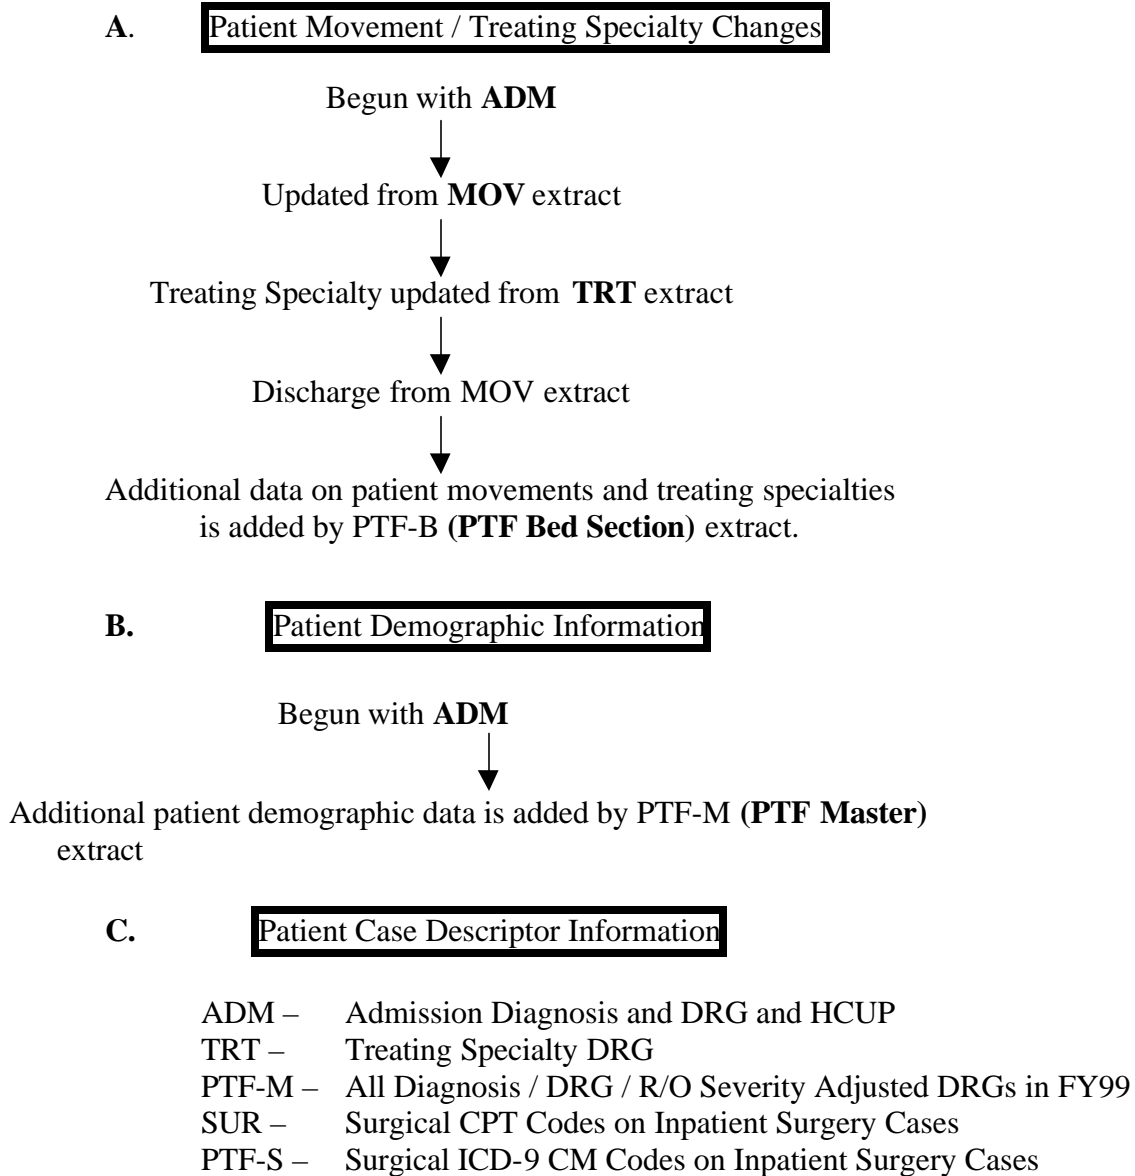 A. Patient Movement / Treating Specialty Changes
Begun with ADM
Updated from MOV extract
Treating Specialty updated from TRT extract
Discharge from MOV extract
Additional data on patient movements and treating specialties
is added by PTF-B (PTF Bed Section) extract.
B. Patient Demographic Information
Begun with ADM
Additional patient demographic data is added by PTF-M (PTF Master)
extract
C. Patient Case Descriptor Information
ADM – Admission Diagnosis and DRG and HCUP
TRT – Treating Specialty DRG
PTF-M – All Diagnosis / DRG / R/O Severity Adjusted DRGs in FY99
SUR – Surgical CPT Codes on Inpatient Surgery Cases
PTF-S – Surgical ICD-9 CM Codes on Inpatient Surgery Cases